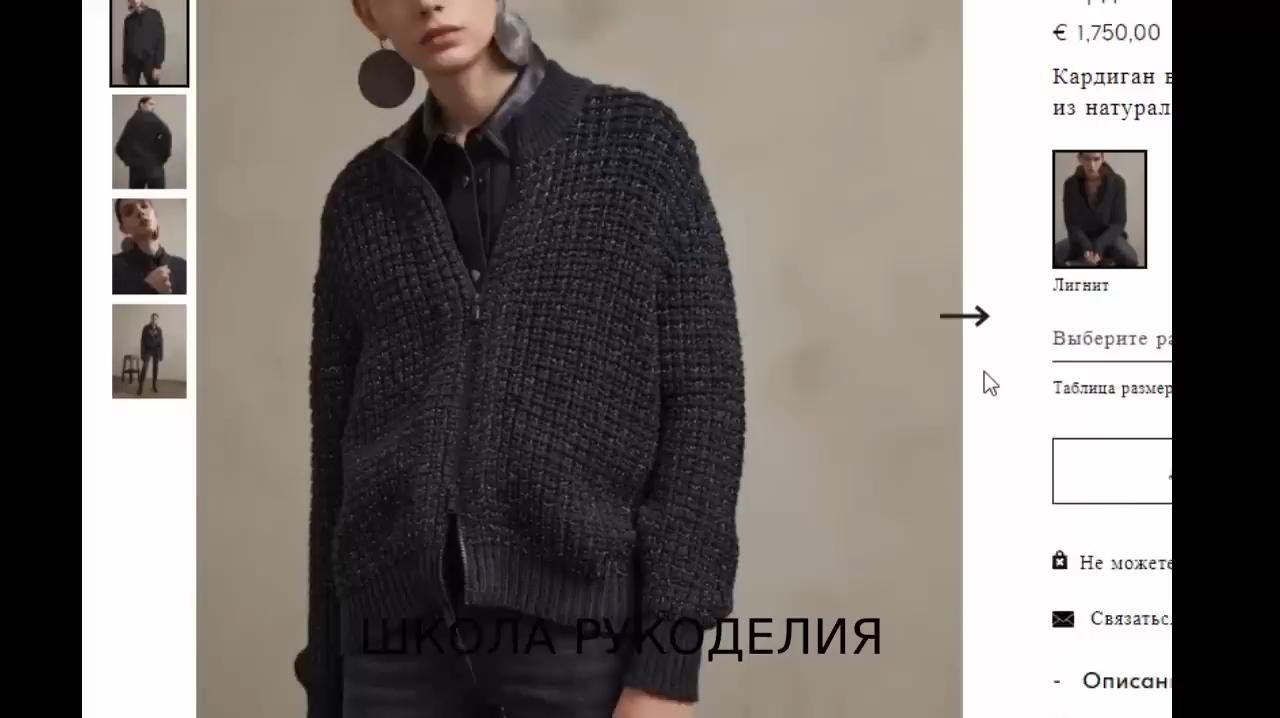 € 1,750,00
Кардиган
из натурал
Лигнит
Выберите
Таблица размер
Не можете
Связатьс
- Описан
ШКОЛА РУКОДЕЛИЯ